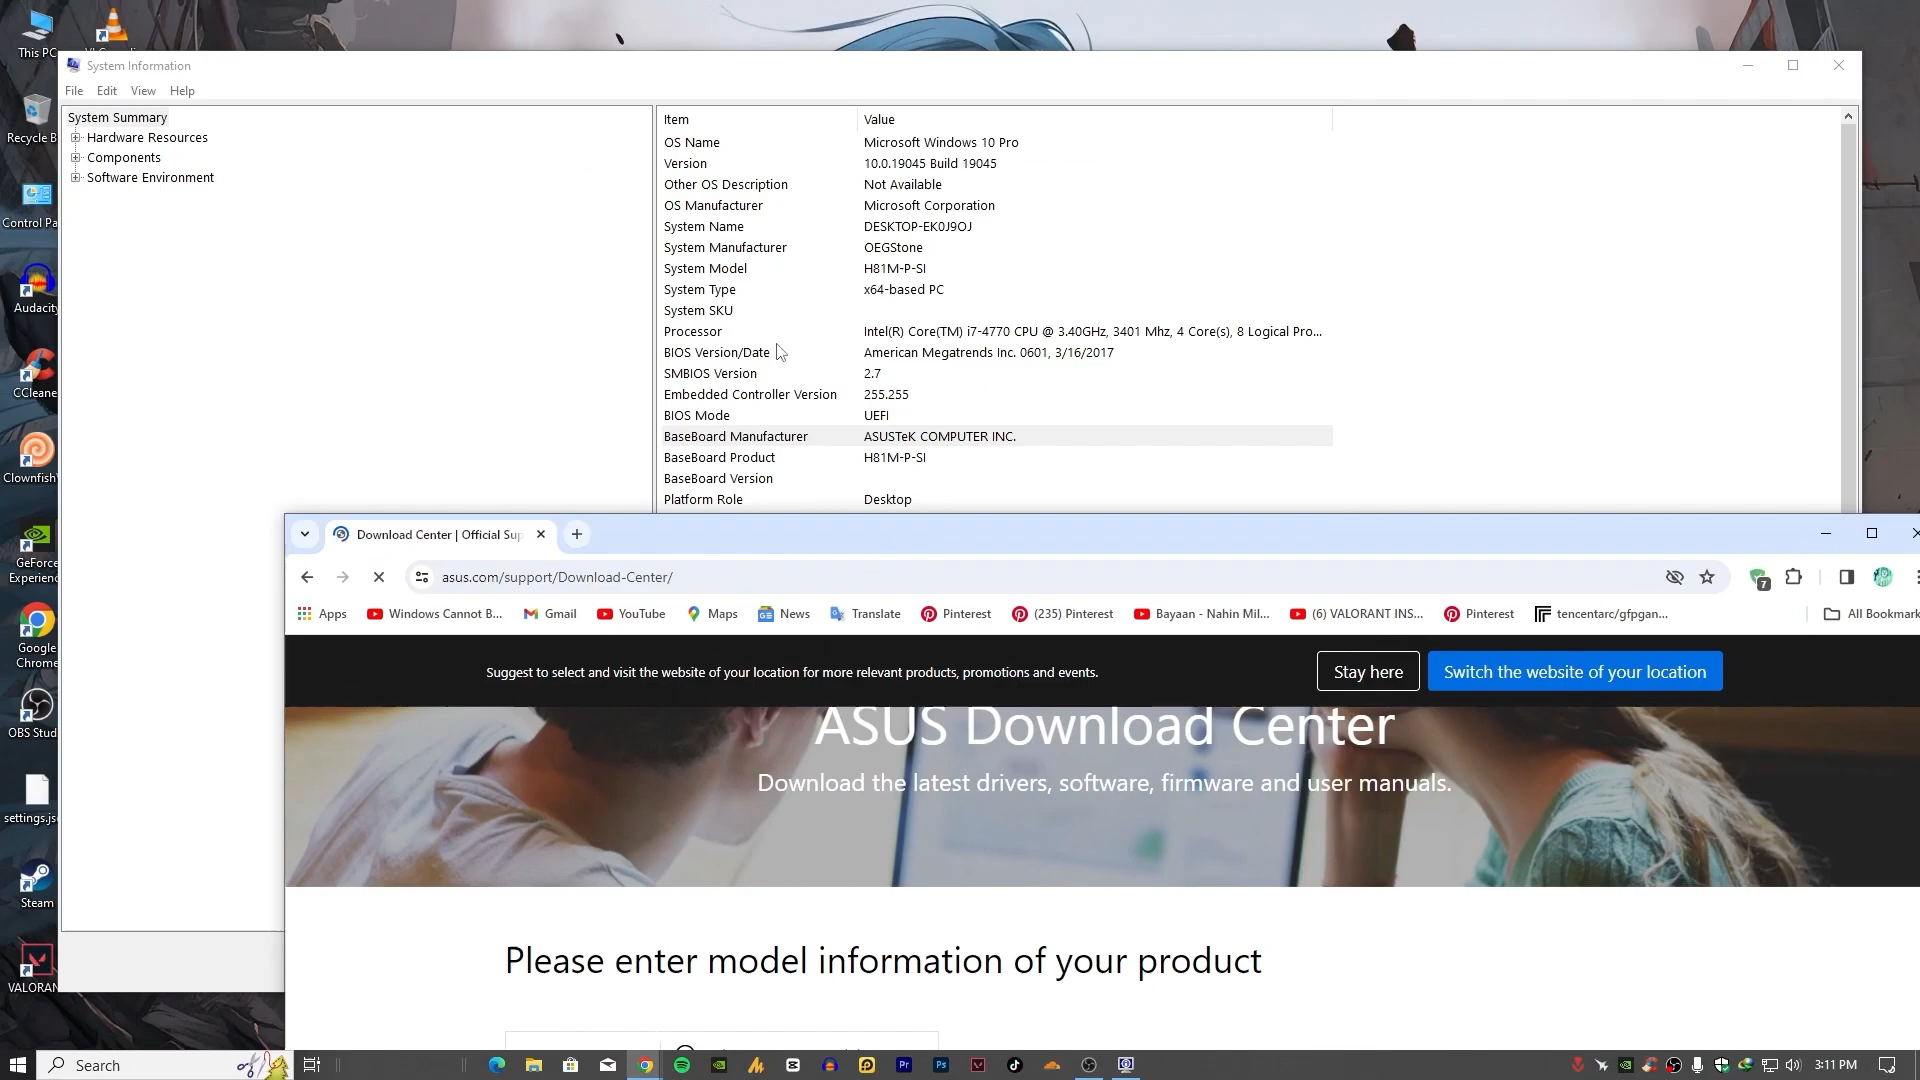 This PC
Recycle B
Control Pa
Audacity
CCleane
Clownfish
GeForce
Experienc
Google
Chrome
OBS Stud
settings.js
Steam
VALORAN
System Information
File Edit View Help
System Summary
Hardware Resources
Components
Software Environment
Item Value
OS Name Microsoft Windows 10 Pro
Version 10.0.19045 Build 19045
Other OS Description Not Available
OS Manufacturer Microsoft Corporation
System Name DESKTOP-EK0J9OJ
System Manufacturer OEGStone
System Model H81M-P-SI
System Type x64-based PC
System SKU
Processor Intel(R) Core(TM) i7-4770 CPU @ 3.40GHz, 3401 Mhz, 4 Core(s), 8 Logical Pro...
BIOS Version/Date American Megatrends Inc. 0601, 3/16/2017
SMBIOS Version 2.7
Embedded Controller Version 255.255
BIOS Mode UEFI
BaseBoard Manufacturer ASUSTeK COMPUTER INC.
BaseBoard Product H81M-P-SI
BaseBoard Version
Platform Role Desktop
Download Center | Official Sup
asus.com/support/Download-Center/
7
Apps Windows Cannot B... Gmail YouTube Maps News Translate Pinterest (235) Pinterest Bayaan - Nahin Mil... (6) VALORANT INS... Pinterest tencentarc/gfpgan... All Bookmark
Suggest to select and visit the website of your location for more relevant products, promotions and events. Stay here Switch the website of your location
ASUS Download Center
Download the latest drivers, software, firmware and user manuals.
Please enter model information of your product
Search
Pr
Ps
3:11 PM